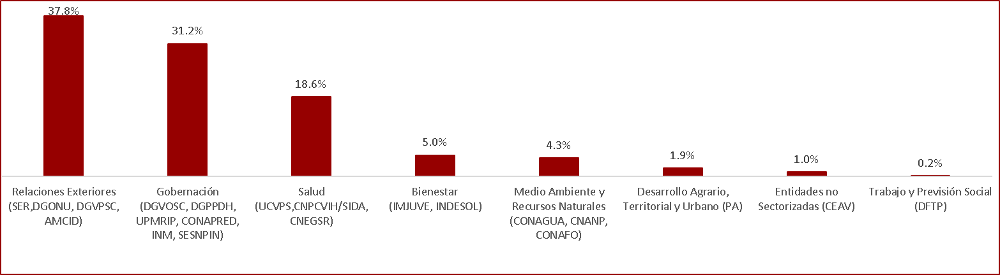 37.8%
31.2%
18.6%
5.0%
4.3%
1.9%
1.0%
0.2%
Relaciones Exteriores
(SER,DGONU, DGVPSC,
AMCID)
Gobernación
(DGVOSC, DGPPDH,
UPMRIP, CONAPRED,
INM, SESNPIN)
Salud
(UCVPS,CNPCVIH/SIDA,
CNEGSR)
Bienestar
(IMJUVE, INDESOL)
Medio Ambiente y
Recursos Naturales
(CONAGUA, CNANP,
CONAFO)
Desarrollo Agrario,
Territorial y Urbano (PA)
Entidades no
Sectorizadas (CEAV)
Trabajo y Previsión Social
(DFTP)